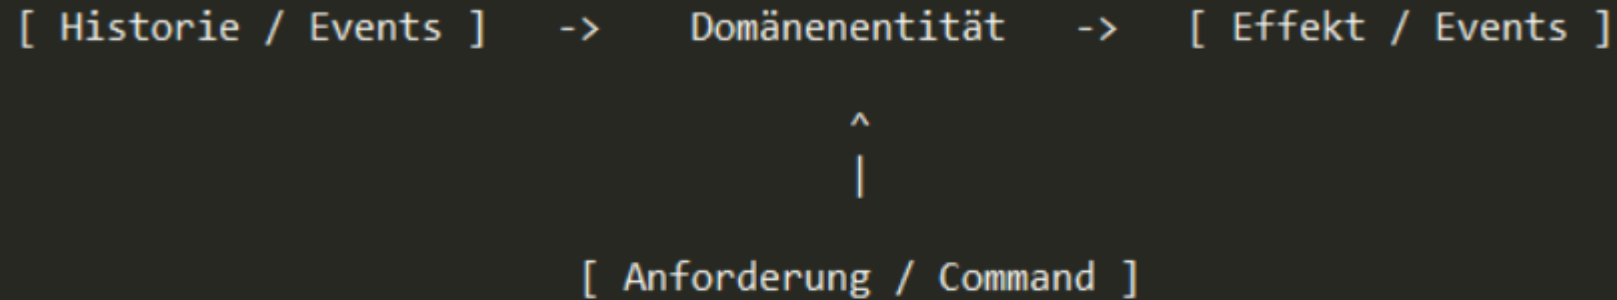 [ Historie / Events ] -> Domänenentität -> [ Effekt / Events ]
^
|
[ Anforderung / Command ]